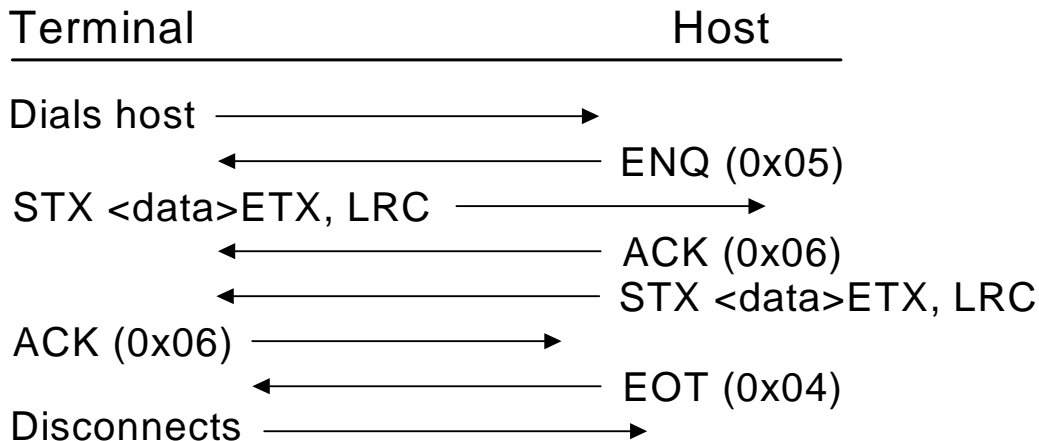 Terminal Host
Dials host
ENQ (0x05)
STX <data>ETX, LRC
ACK (0x06)
STX <data>ETX, LRC
ACK (0x06)
EOT (0x04)
Disconnects